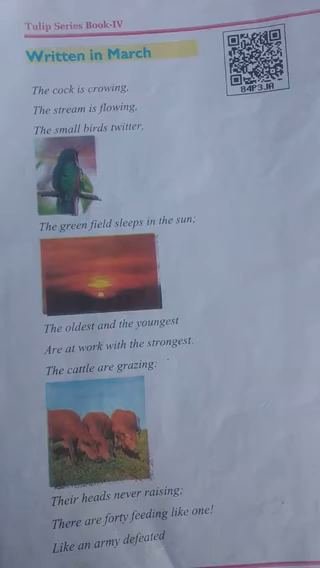 Tulip Series Book-IV
Written in March
84P3JA
The cock is crowing,
The stream is flowing,
The small birds twitter,
The green field sleeps in the sun;
The oldest and the youngest
Are at work with the strongest.
The cattle are grazing:
Their heads never raising;
There are forty feeding like one!
Like an army defeated